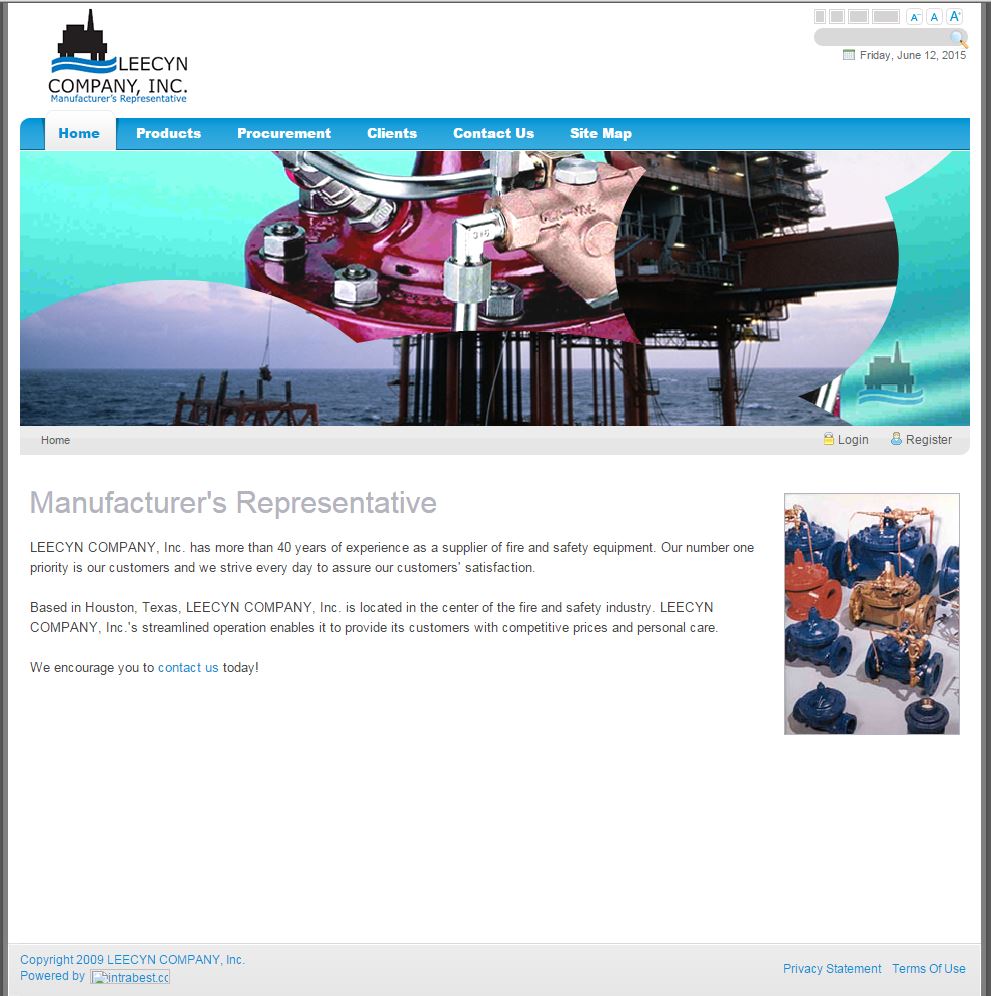 LEECYN
COMPANY, INC.
Manufacturer's Representative
A- A A+
Friday, June 12, 2015
Home Products Procurement Clients Contact Us Site Map
Home
Login Register
Manufacturer's Representative
LEECYN COMPANY, Inc. has more than 40 years of experience as a supplier of fire and safety equipment. Our number one
priority is our customers and we strive every day to assure our customers' satisfaction.
Based in Houston, Texas, LEECYN COMPANY, Inc. is located in the center of the fire and safety industry. LEECYN
COMPANY, Inc.'s streamlined operation enables it to provide its customers with competitive prices and personal care.
We encourage you to contact us today!
Copyright 2009 LEECYN COMPANY, Inc.
Powered by intrabest.cc
Privacy Statement Terms Of Use